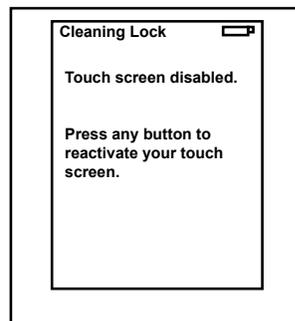 Cleaning Lock
Touch screen disabled.
Press any button to
reactivate your touch
screen.